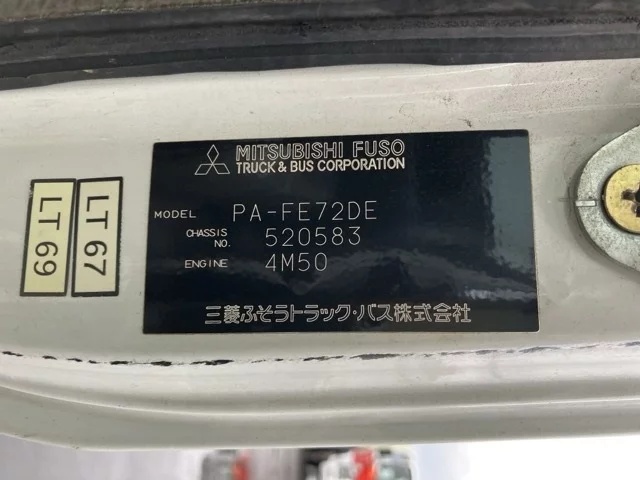 MITSUBISHI FUSO
TRUCK & BUS CORPORATION
MODEL PA-FE72DE
CHASSIS NO. 520583
ENGINE 4M50
三菱ふそうトラック・バス株式会社
LT 69
LT 67